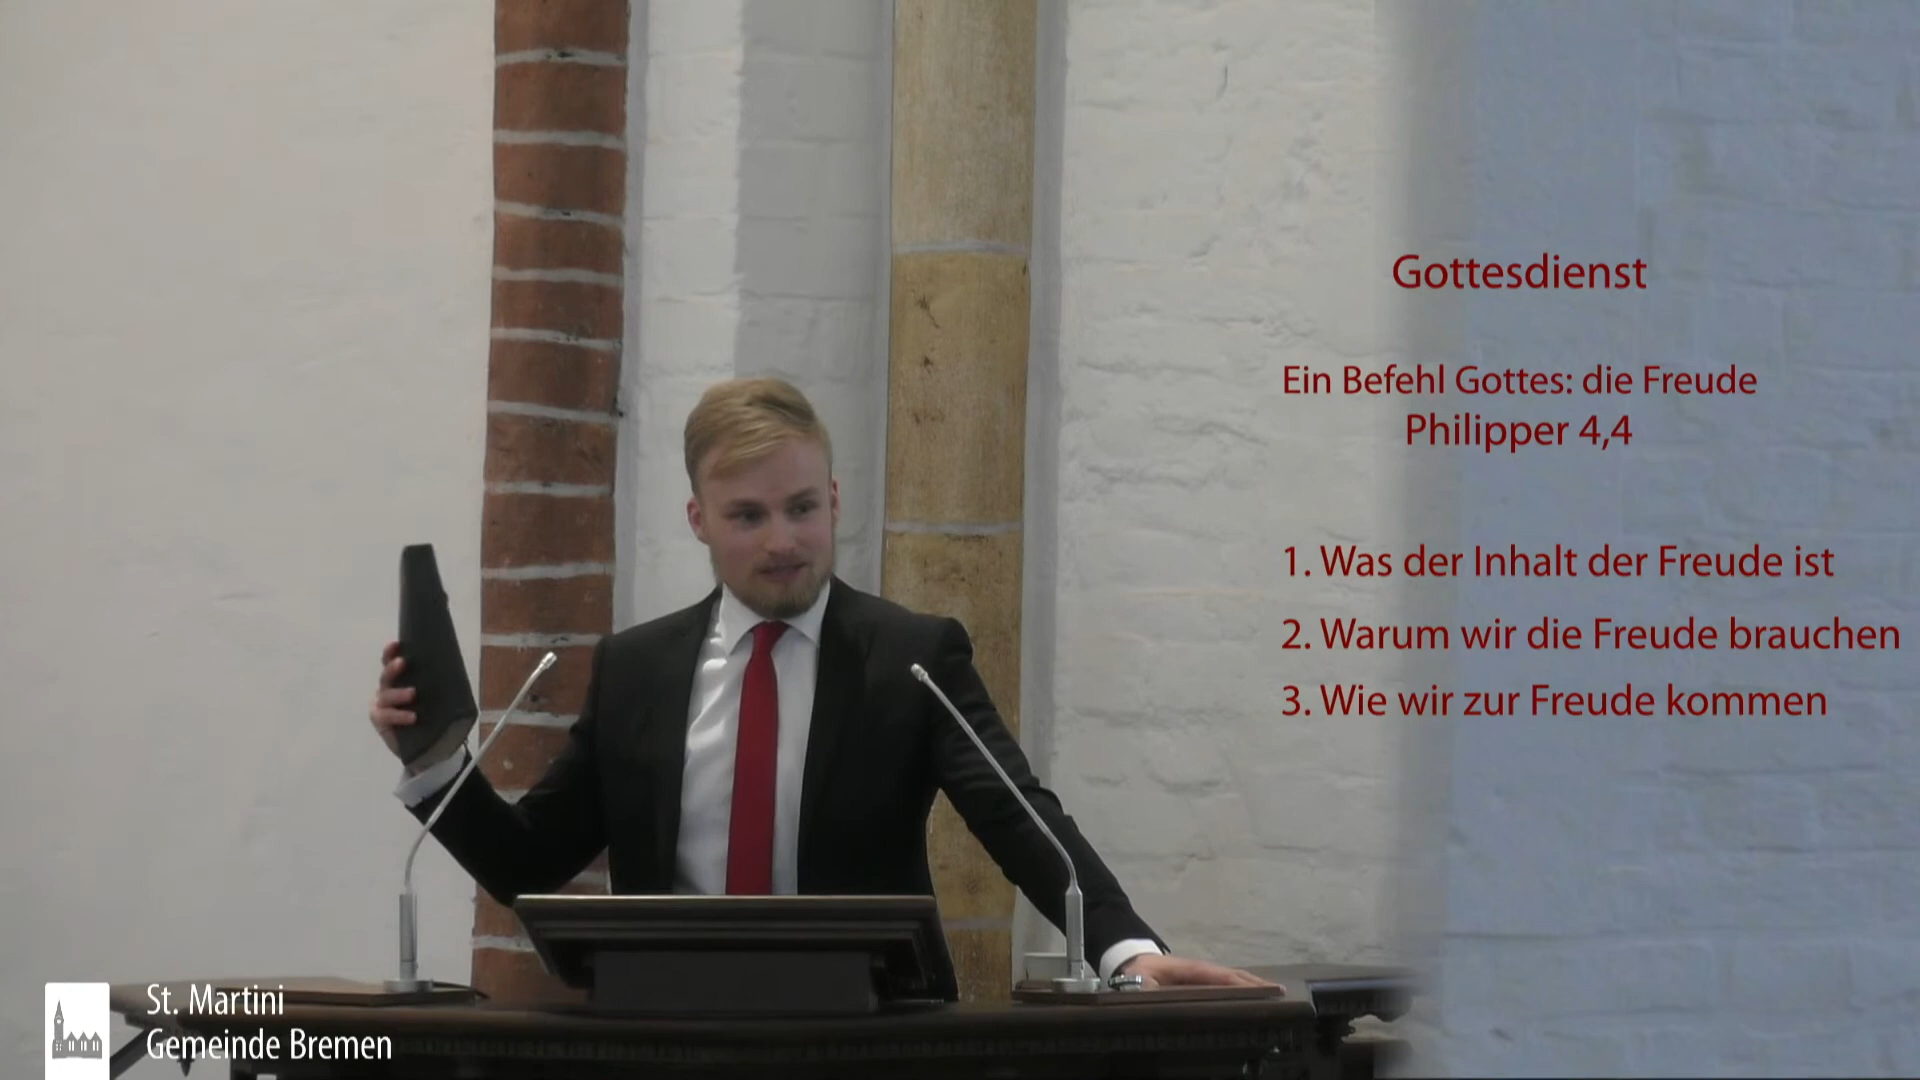 Gottesdienst
Ein Befehl Gottes: die Freude
Philipper 4,4
1. Was der Inhalt der Freude ist
2. Warum wir die Freude brauchen
3. Wie wir zur Freude kommen
St. Martini
Gemeinde Bremen